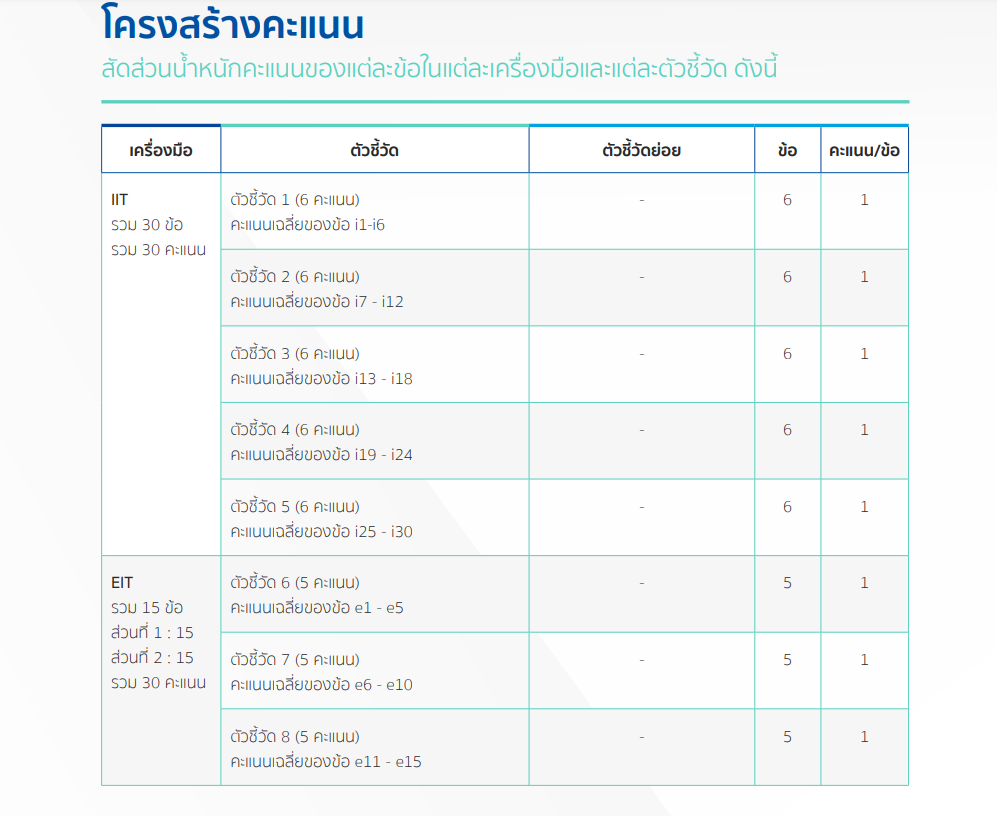 โครงสร้างคะแนน
สัดส่วนน้ำหนักคะแนนของแต่ละข้อในแต่ละเครื่องมือและแต่ละตัวชี้วัด ดังนี้
เครื่องมือ ตัวชี้วัด ตัวชี้วัดย่อย ข้อ คะแนน/ข้อ
IIT
รวม 30 ข้อ
รวม 30 คะแนน
ตัวชี้วัด 1 (6 คะแนน) - 6 1
คะแนนเฉลี่ยของข้อ i1-i6
ตัวชี้วัด 2 (6 คะแนน) - 6 1
คะแนนเฉลี่ยของข้อ i7 - i12
ตัวชี้วัด 3 (6 คะแนน) - 6 1
คะแนนเฉลี่ยของข้อ i13 - i18
ตัวชี้วัด 4 (6 คะแนน) - 6 1
คะแนนเฉลี่ยของข้อ i19 - i24
ตัวชี้วัด 5 (6 คะแนน) - 6 1
คะแนนเฉลี่ยของข้อ i25 - i30
EIT
รวม 15 ข้อ
ส่วนที่ 1 : 15
ส่วนที่ 2 : 15
รวม 30 คะแนน
ตัวชี้วัด 6 (5 คะแนน) - 5 1
คะแนนเฉลี่ยของข้อ e1 - e5
ตัวชี้วัด 7 (5 คะแนน) - 5 1
คะแนนเฉลี่ยของข้อ e6 - e10
ตัวชี้วัด 8 (5 คะแนน) - 5 1
คะแนนเฉลี่ยของข้อ e11 - e15